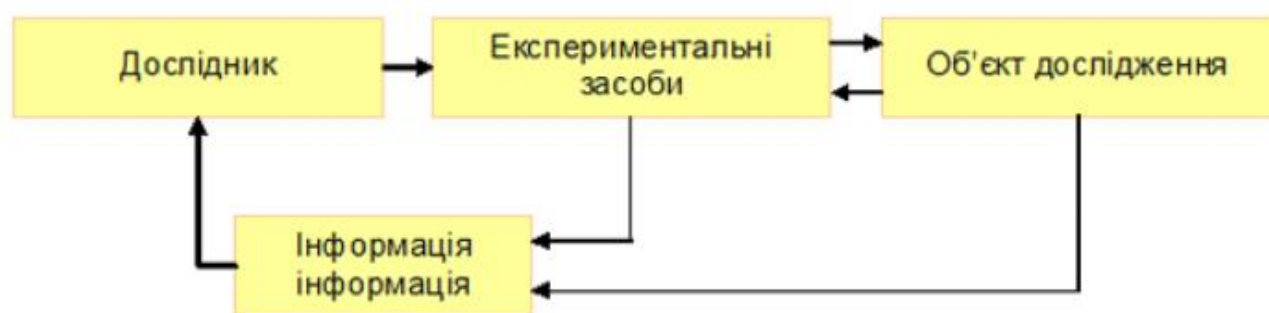 Дослідник
Експериментальні
засоби
Об'єкт дослідження
Інформація
інформація